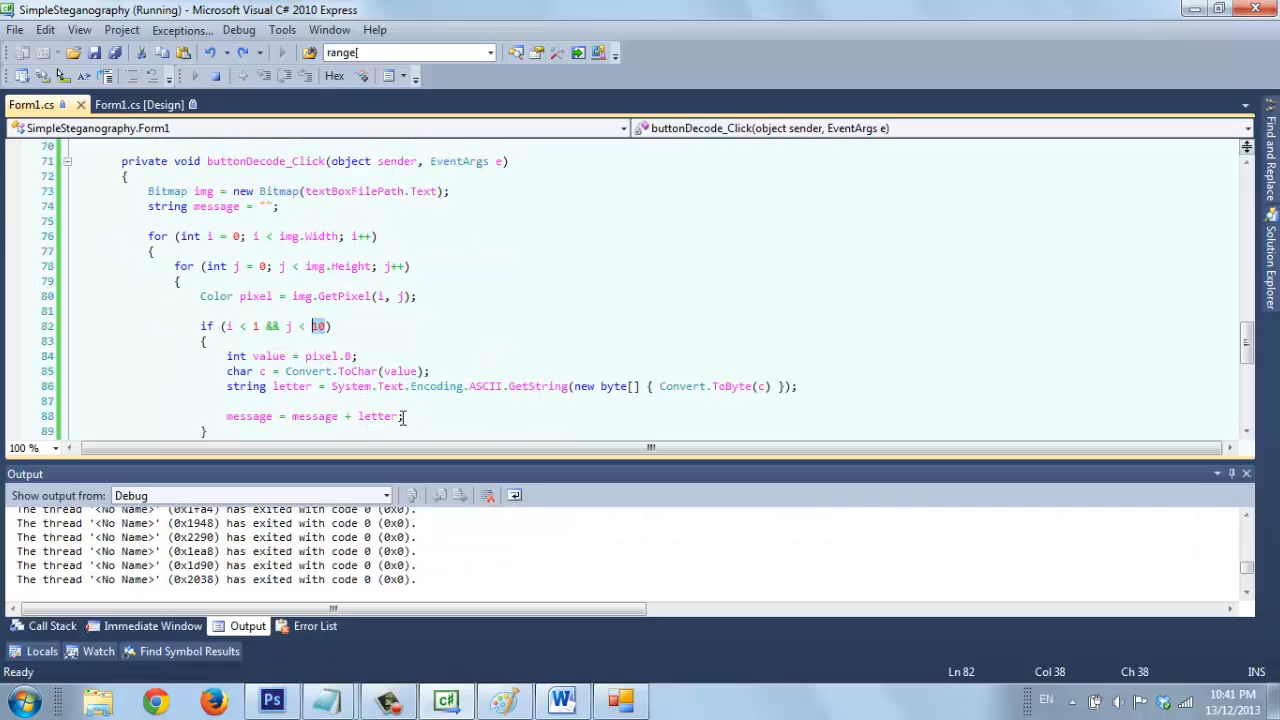 SimpleSteganography (Running) - Microsoft Visual C# 2010 Express
File Edit View Project Exceptions... Debug Tools Window Help
range[
Hex
Form1.cs Form1.cs [Design]
SimpleSteganography.Form1 buttonDecode_Click(object sender, EventArgs e)
70
71 private void buttonDecode_Click(object sender, EventArgs e)
72 {
73 Bitmap img = new Bitmap(textBoxFilePath.Text);
74 string message = "";
75
76 for (int i = 0; i < img.Width; i++)
77 {
78 for (int j = 0; j < img.Height; j++)
79 {
80 Color pixel = img.GetPixel(i, j);
81
82 if (i < 1 && j < 10)
83 {
84 int value = pixel.B;
85 char c = Convert.ToChar(value);
86 string letter = System.Text.Encoding.ASCII.GetString(new byte[] { Convert.ToByte(c) });
87
88 message = message + letter;
89 }
100 %
Find and Replace
Solution Explorer
Output
Show output from: Debug
The thread '<No Name>' (0x1fa4) has exited with code 0 (0x0).
The thread '<No Name>' (0x1948) has exited with code 0 (0x0).
The thread '<No Name>' (0x2290) has exited with code 0 (0x0).
The thread '<No Name>' (0x1ea8) has exited with code 0 (0x0).
The thread '<No Name>' (0x1d90) has exited with code 0 (0x0).
The thread '<No Name>' (0x2038) has exited with code 0 (0x0).
Call Stack Immediate Window Output Error List
Locals Watch Find Symbol Results
Ready Ln 82 Col 38 Ch 38 INS
Ps C# W EN 10:41 PM
13/12/2013